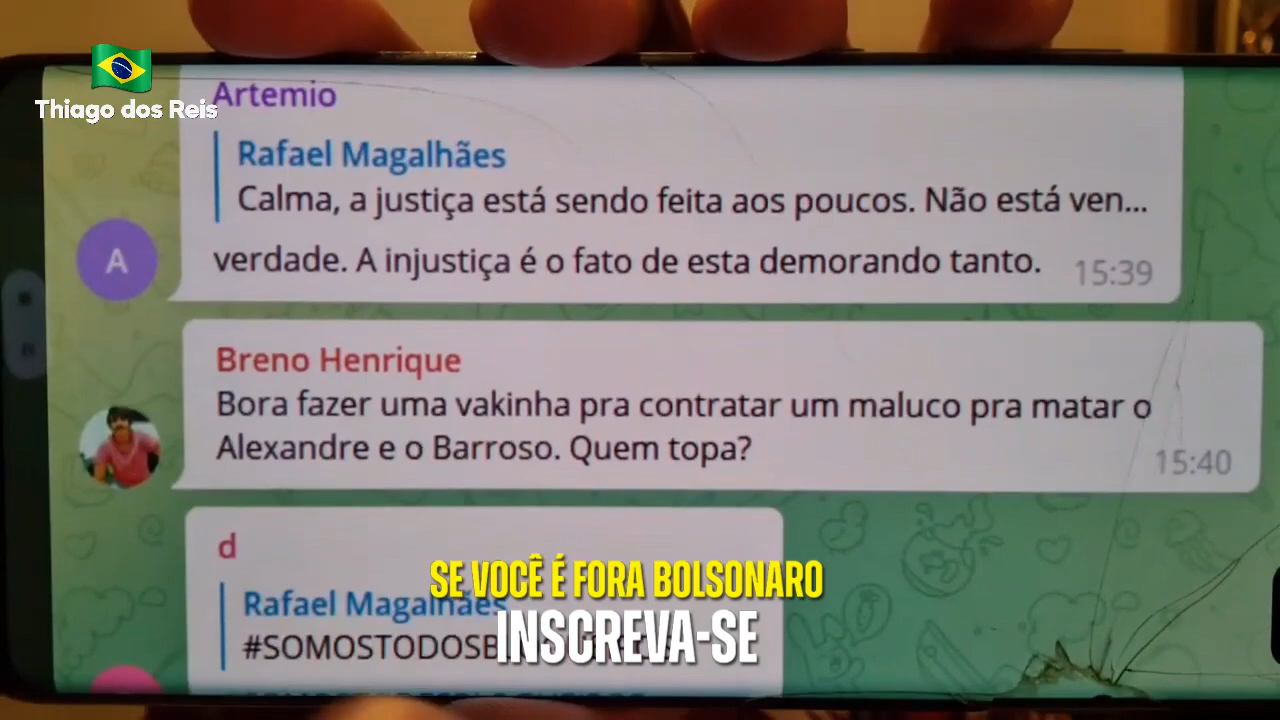 Thiago dos Reis
Artemio
Rafael Magalhães
Calma, a justiça está sendo feita aos poucos. Não está ven...
verdade. A injustiça é o fato de esta demorando tanto.
15:39
A
Breno Henrique
Bora fazer uma vakinha pra contratar um maluco pra matar o
Alexandre e o Barroso. Quem topa?
15:40
d
Rafael Magalhães
SE VOCÊ É FORA BOLSONARO
INSCREVA-SE